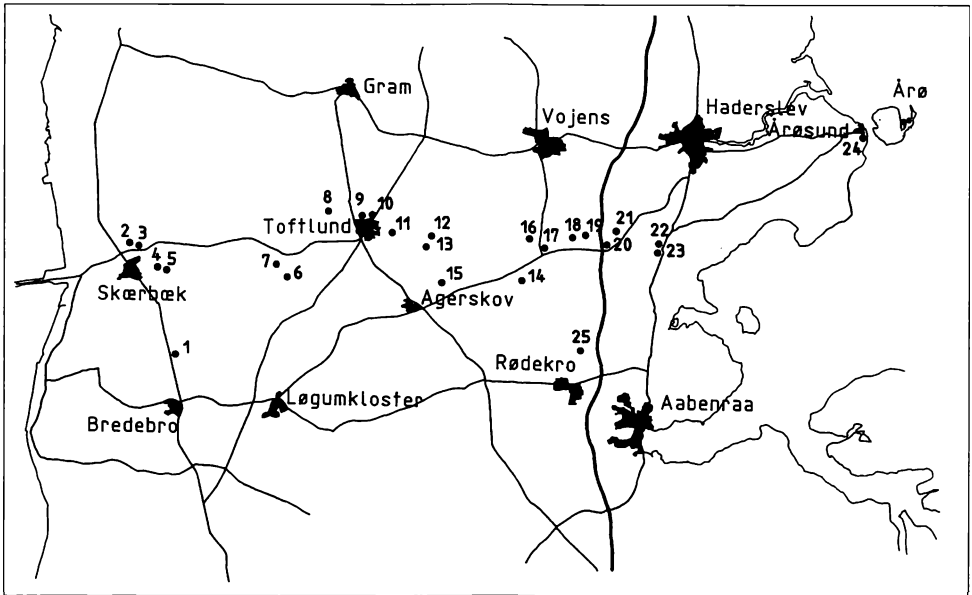 Gram
Årø
Haderslev
Vojens
Årøsund
24
8
9
10
Toftlund
11
12
13
16
17
18
19
21
20
22
23
2
3
4
5
7
6
Skærbæk
15
14
Agerskov
1
25
Rødekro
Løgumkloster
Bredebro
Aabenraa